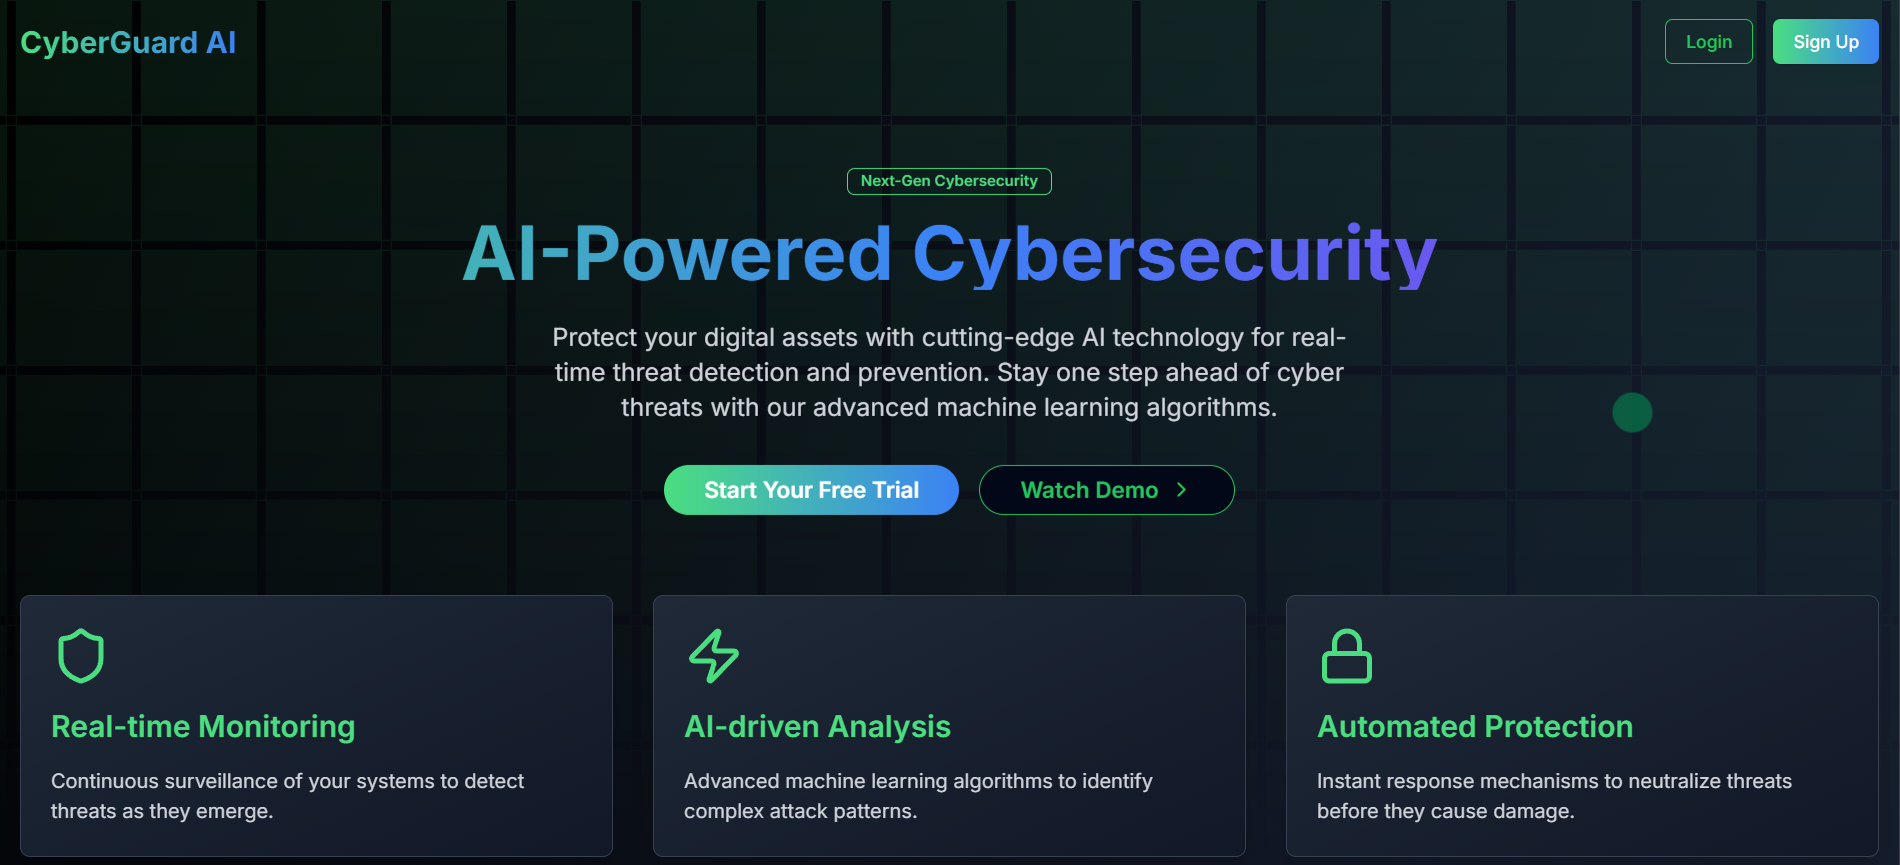 CyberGuard AI
Login
Sign Up
Next-Gen Cybersecurity
AI-Powered Cybersecurity
Protect your digital assets with cutting-edge AI technology for real-
time threat detection and prevention. Stay one step ahead of cyber
threats with our advanced machine learning algorithms.
Start Your Free Trial
Watch Demo
Real-time Monitoring
Continuous surveillance of your systems to detect
threats as they emerge.
AI-driven Analysis
Advanced machine learning algorithms to identify
complex attack patterns.
Automated Protection
Instant response mechanisms to neutralize threats
before they cause damage.